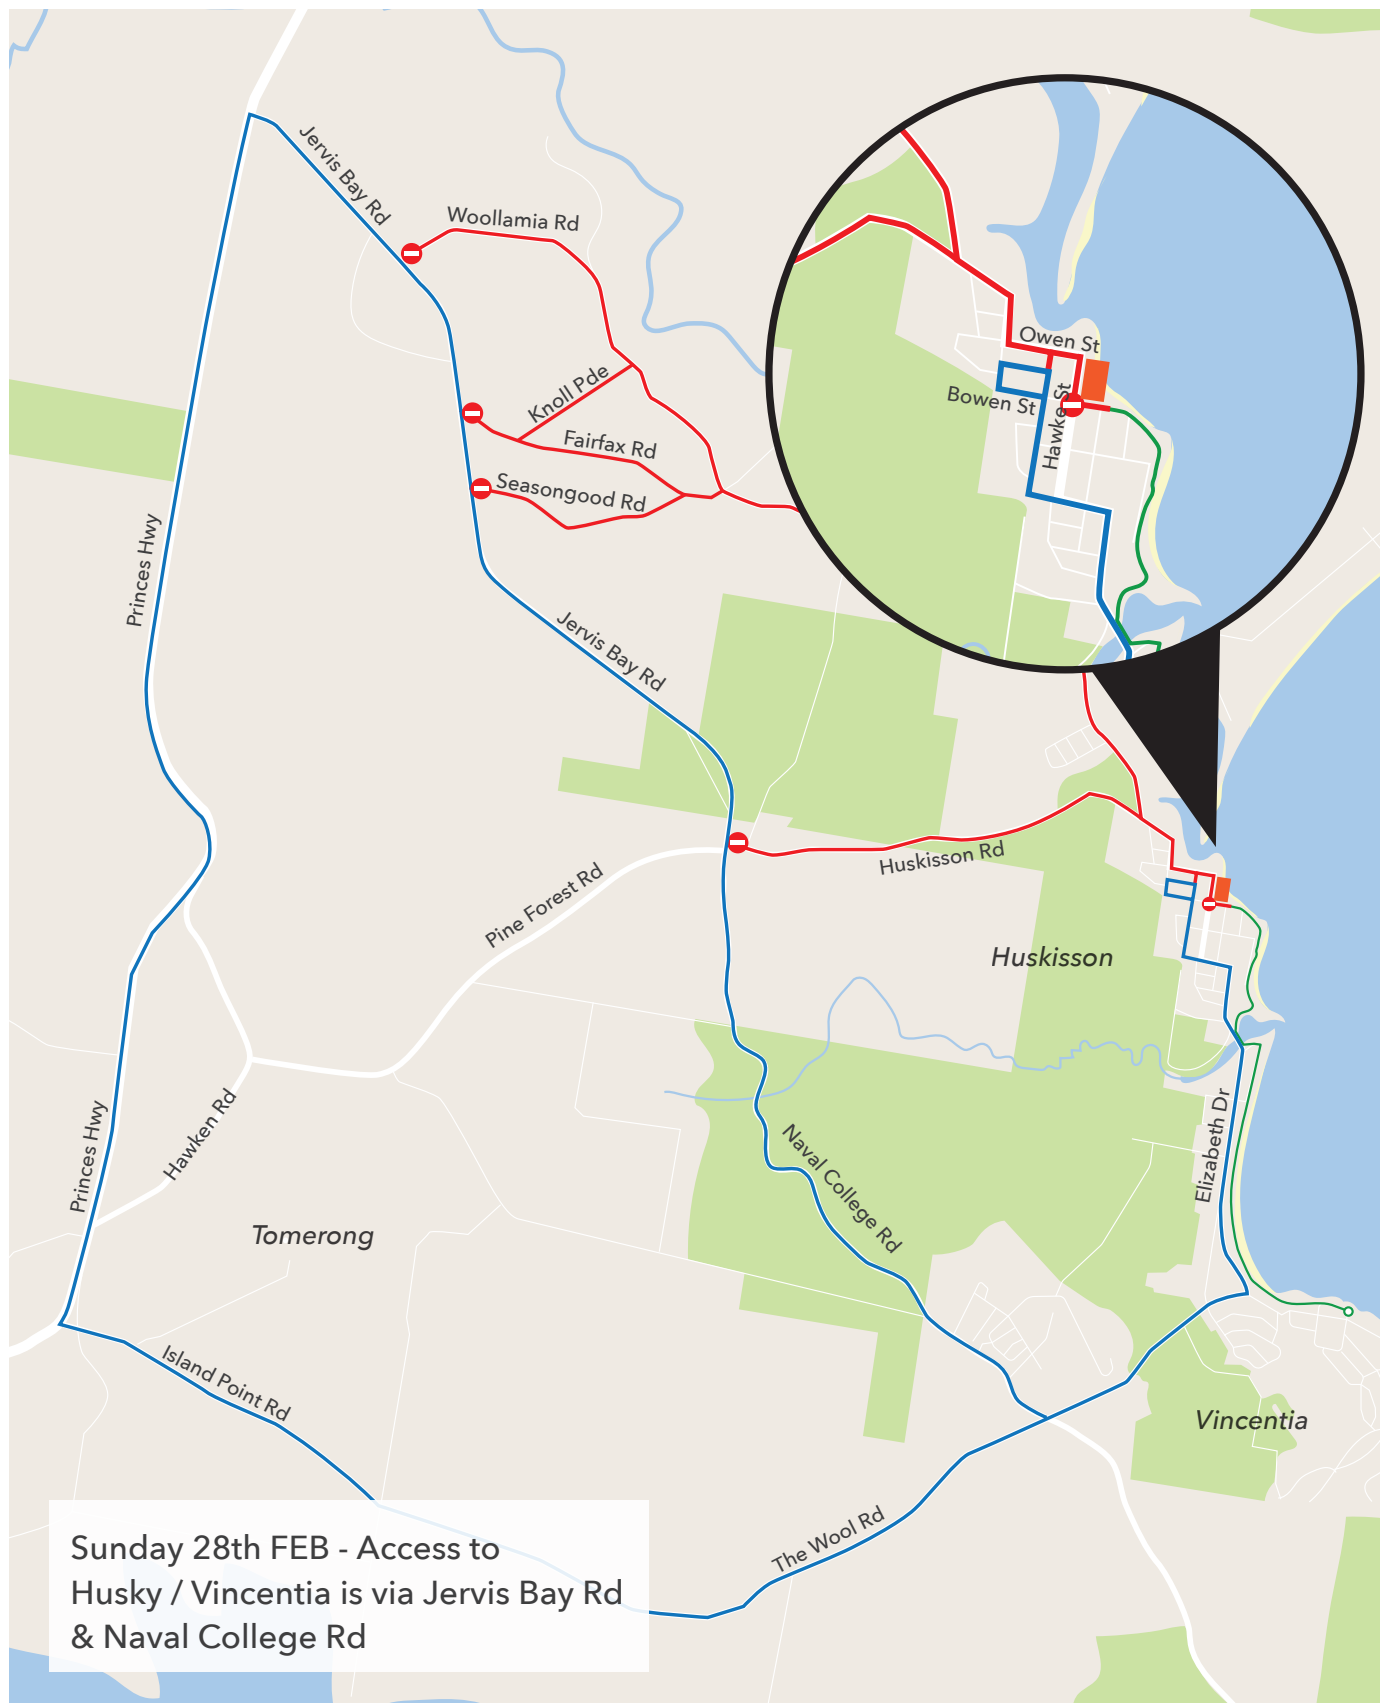 Jervis Bay Rd
Woollamia Rd
Owen St
Knoll Pde
Bowen St
Hawke St
Fairfax Rd
Seasongood Rd
Princes Hwy
Jervis Bay Rd
Huskisson Rd
Pine Forest Rd
Huskisson
Hawken Rd
Princes Hwy
Naval College Rd
Elizabeth Dr
Tomerong
Island Point Rd
Vincentia
The Wool Rd
Sunday 28th FEB - Access to
Husky / Vincentia is via Jervis Bay Rd
& Naval College Rd